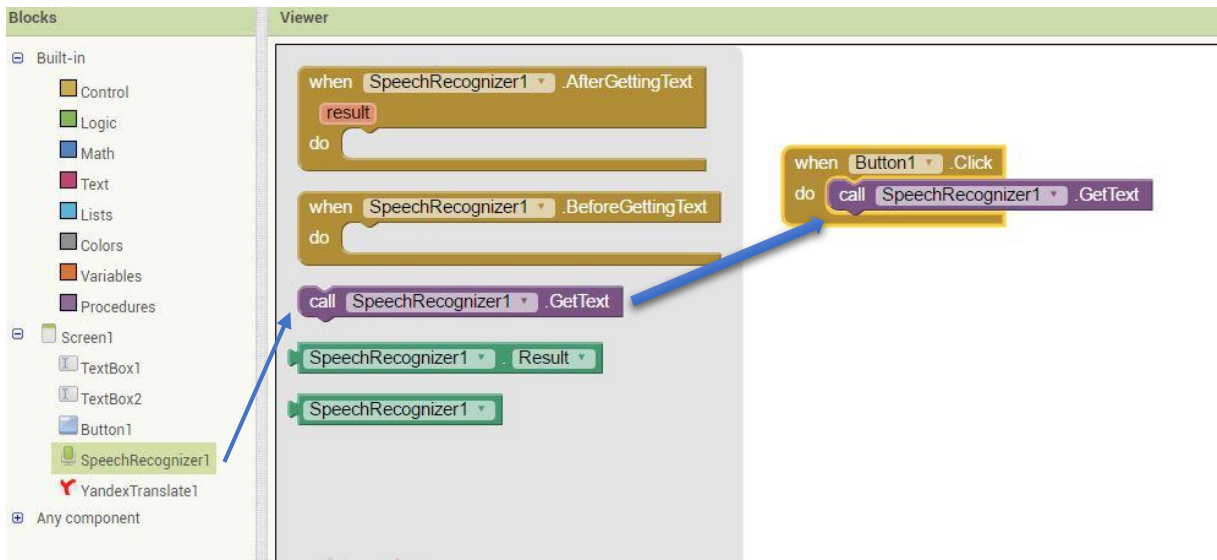 Blocks
Viewer
Built-in
Control
Logic
Math
Text
Lists
Colors
Variables
Procedures
Screen1
TextBox1
TextBox2
Button1
SpeechRecognizer1
YandexTranslate1
Any component
when SpeechRecognizer1 .AfterGettingText
result
do
when SpeechRecognizer1 .BeforeGettingText
do
call SpeechRecognizer1 .GetText
SpeechRecognizer1 . Result
SpeechRecognizer1
when Button1 .Click
do call SpeechRecognizer1 .GetText